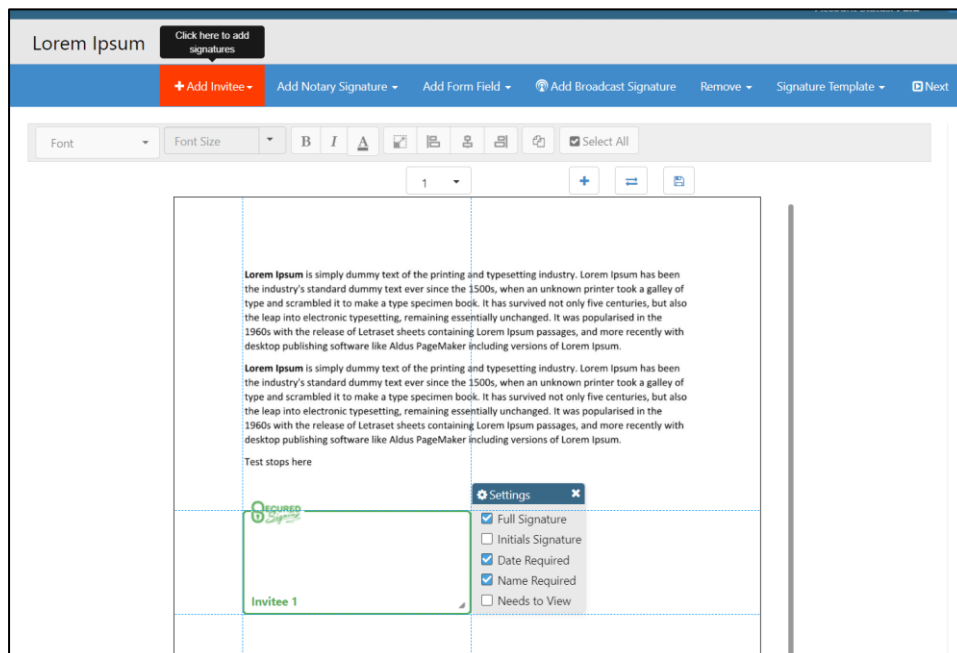 Lorem Ipsum
Click here to add
signatures
Add Invitee
Add Notary Signature
Add Form Field
Add Broadcast Signature
Remove
Signature Template
Next
Font
Font Size
B I A
Select All
1
Lorem Ipsum is simply dummy text of the printing and typesetting industry. Lorem Ipsum has been
the industry's standard dummy text ever since the 1500s, when an unknown printer took a galley of
type and scrambled it to make a type specimen book. It has survived not only five centuries, but also
the leap into electronic typesetting, remaining essentially unchanged. It was popularised in the
1960s with the release of Letraset sheets containing Lorem Ipsum passages, and more recently with
desktop publishing software like Aldus PageMaker including versions of Lorem Ipsum.
Lorem Ipsum is simply dummy text of the printing and typesetting industry. Lorem Ipsum has been
the industry's standard dummy text ever since the 1500s, when an unknown printer took a galley of
type and scrambled it to make a type specimen book. It has survived not only five centuries, but also
the leap into electronic typesetting, remaining essentially unchanged. It was popularised in the
1960s with the release of Letraset sheets containing Lorem Ipsum passages, and more recently with
desktop publishing software like Aldus PageMaker including versions of Lorem Ipsum.
Test stops here
SECURED
Signing
Invitee 1
Settings
Full Signature
Initials Signature
Date Required
Name Required
Needs to View